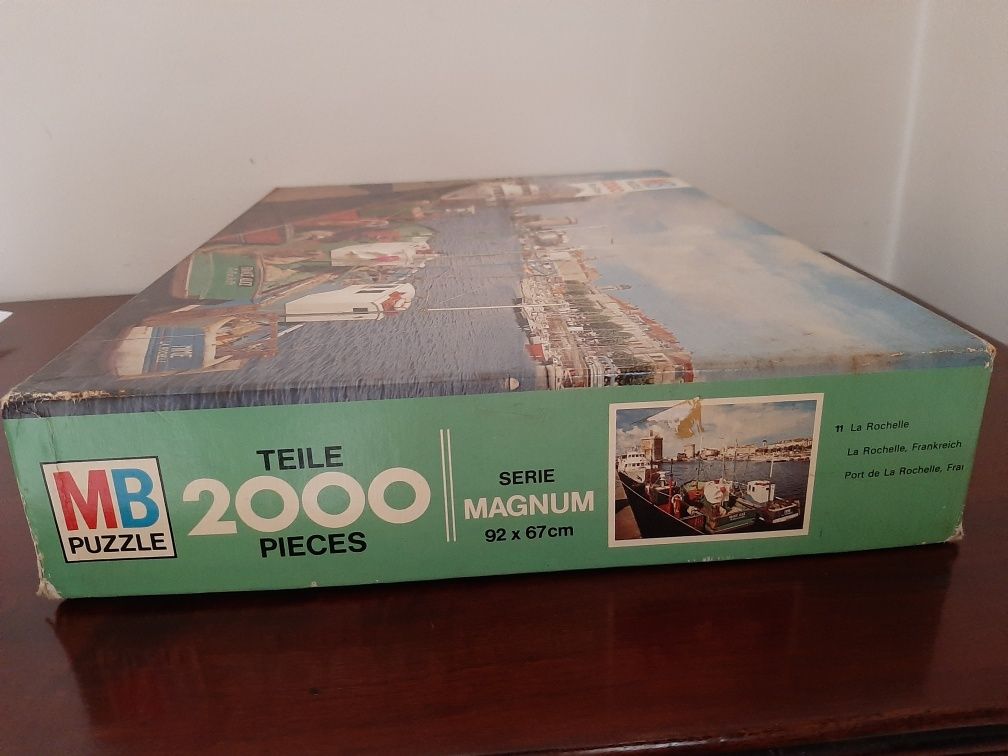 MB
PUZZLE
TEILE
2000
PIECES
SERIE
MAGNUM
92 x 67cm
11 La Rochelle
La Rochelle, Frankreich
Port de La Rochelle, Frar